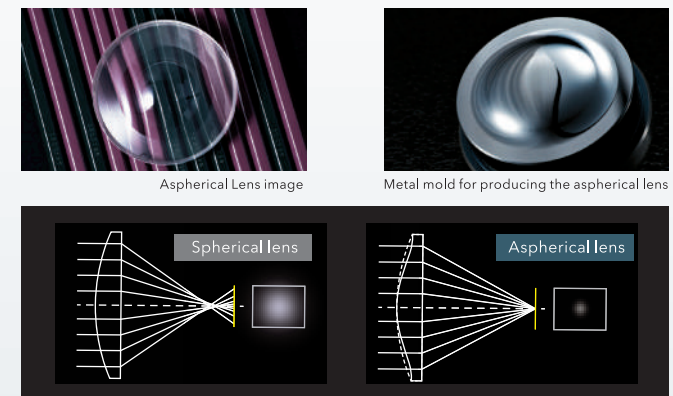 Aspherical Lens image
Metal mold for producing the aspherical lens
Spherical lens
Aspherical lens